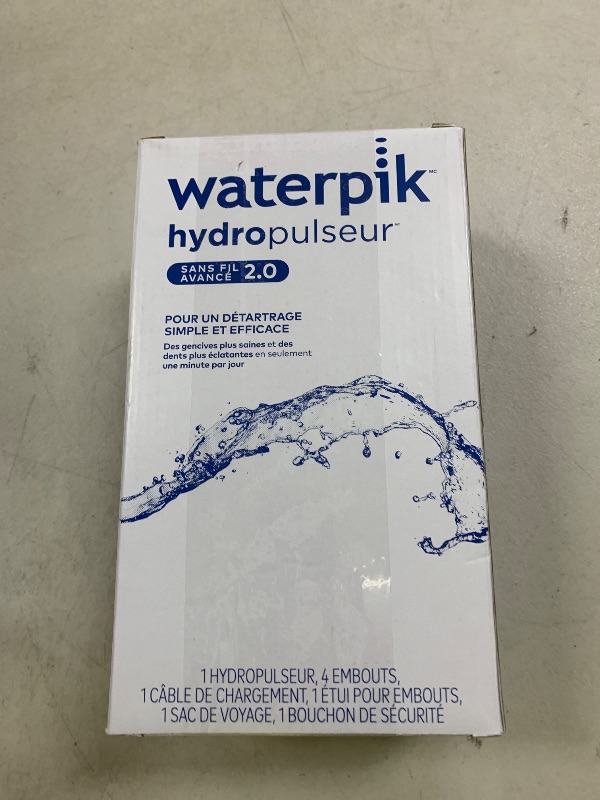 waterpik MC
hydropulseur
SANS FIL
AVANCÉ 2.0
POUR UN DÉTARTRAGE
SIMPLE ET EFFICACE
Des gencives plus saines et des
dents plus éclatantes en seulement
une minute par jour
1 HYDROPULSEUR, 4 EMBOUTS,
1 CÂBLE DE CHARGEMENT, 1 ÉTUI POUR EMBOUTS,
1 SAC DE VOYAGE, 1 BOUCHON DE SÉCURITÉ